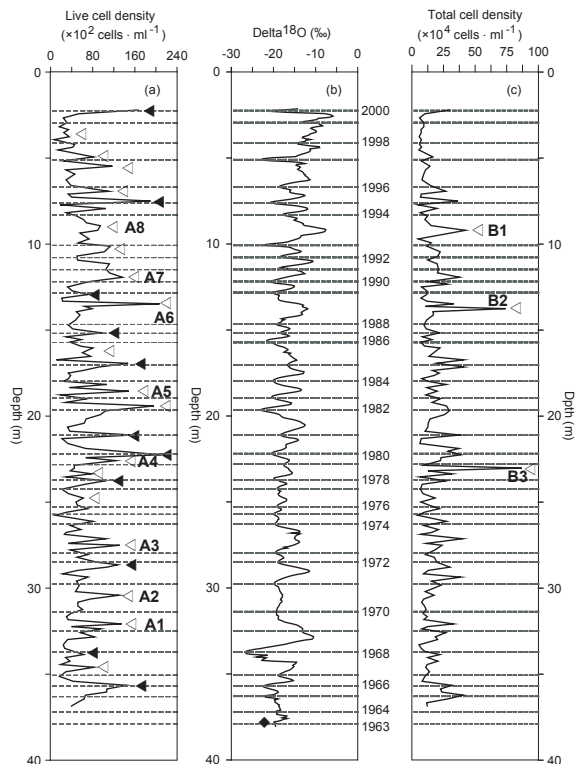 Live cell density
(×10² cells · ml⁻¹)
0 80 160 240
Delta¹⁸O (‰)
-30 -20 -10 0
Total cell density
(×10⁴ cells · ml⁻¹)
0 25 50 75 100
0
(a)
(b)
(c)
0
2000
1998
1996
1994
A8
B1
10
10
1992
A7
1990
B2
A6
1988
1986
A5
1984
1982
20
20
Depth (m)
Depth (m)
Dpth (m)
1980
A4
1978
B3
1976
1974
A3
1972
A2
30
30
1970
A1
1968
1966
1964
1963
40
40